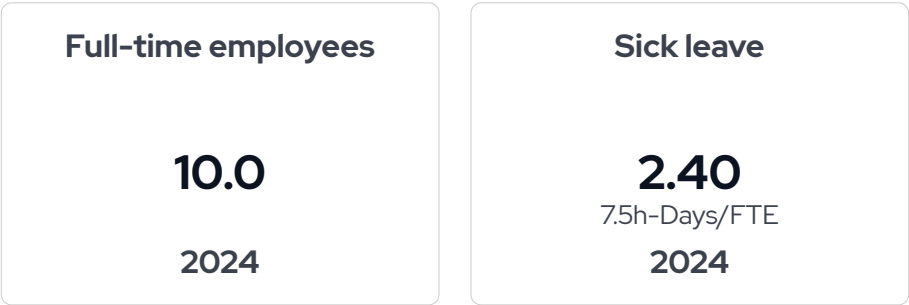 Full-time employees
10.0
2024
Sick leave
2.40
7.5h-Days/FTE
2024